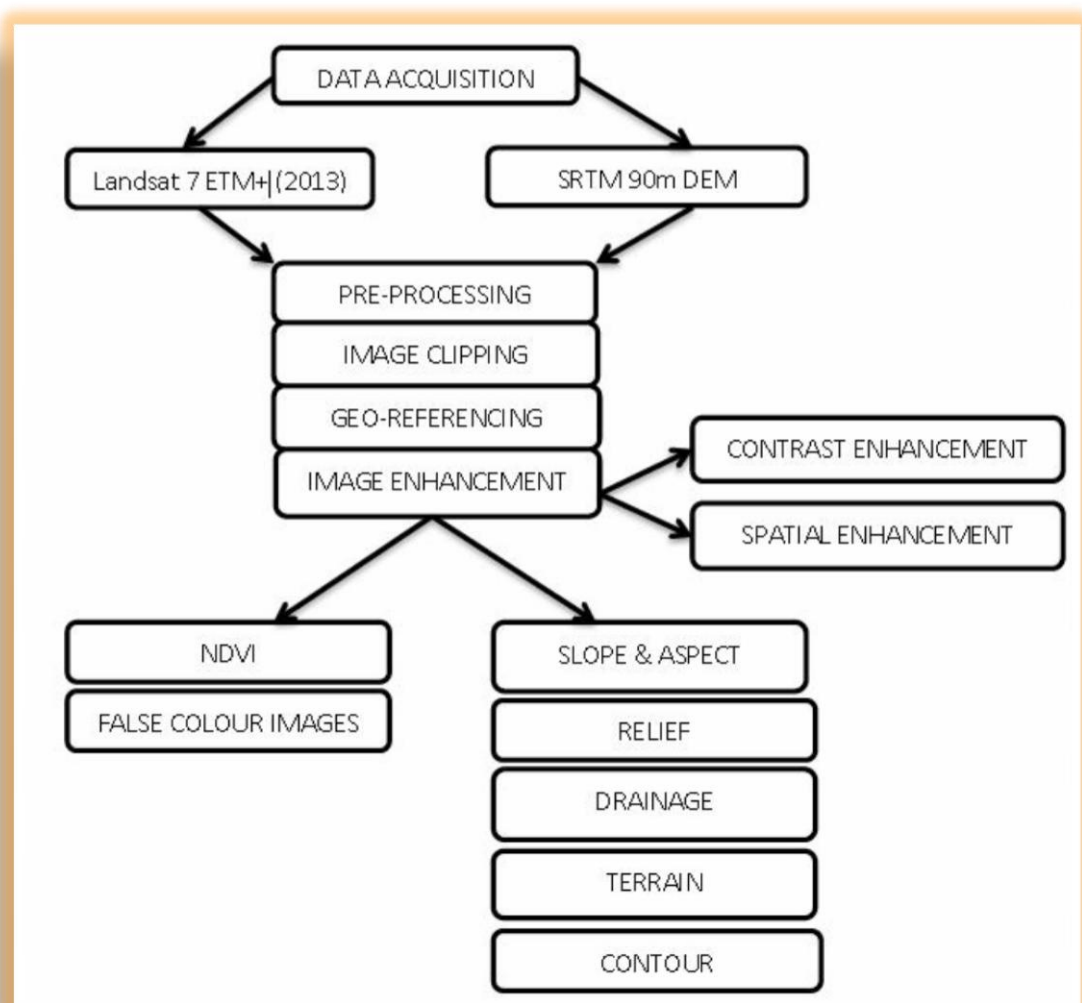 DATA ACQUISITION
Landsat 7 ETM+|(2013)
SRTM 90m DEM
PRE-PROCESSING
IMAGE CLIPPING
GEO-REFERENCING
IMAGE ENHANCEMENT
CONTRAST ENHANCEMENT
SPATIAL ENHANCEMENT
NDVI
FALSE COLOUR IMAGES
SLOPE & ASPECT
RELIEF
DRAINAGE
TERRAIN
CONTOUR